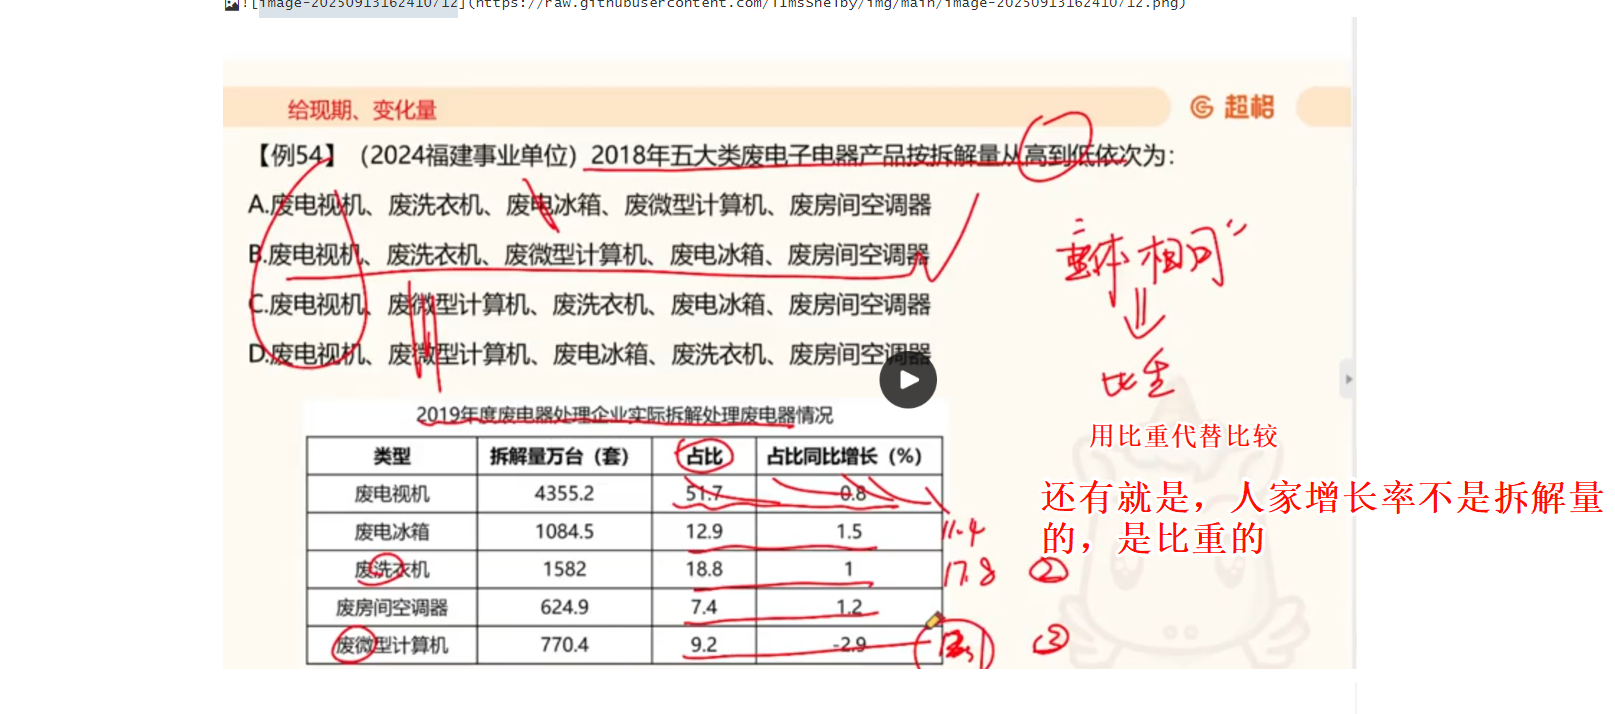 ![image-20250913162410712](https://raw.githubusercontent.com/TimsShelby/img/main/image-20250913162410712.png)
给现期、变化量
超格
【例54】（2024福建事业单位）2018年五大类废电子电器产品按拆解量从高到低依次为：
A.废电视机、废洗衣机、废电冰箱、废微型计算机、废房间空调器
B.废电视机、废洗衣机、废微型计算机、废电冰箱、废房间空调器
C.废电视机、废微型计算机、废洗衣机、废电冰箱、废房间空调器
D.废电视机、废微型计算机、废电冰箱、废洗衣机、废房间空调器
相同"
比重
用比重代替比较
还有就是，人家增长率不是拆解量
的，是比重的
2019年度废电器处理企业实际拆解处理废电器情况
类型 拆解量万台（套） 占比 占比同比增长（%）
废电视机 4355.2 51.7 -0.8
废电冰箱 1084.5 12.9 1.5 11.4
废洗衣机 1582 18.8 1 17.8 ②
废房间空调器 624.9 7.4 1.2
废微型计算机 770.4 9.2 -2.9 ③